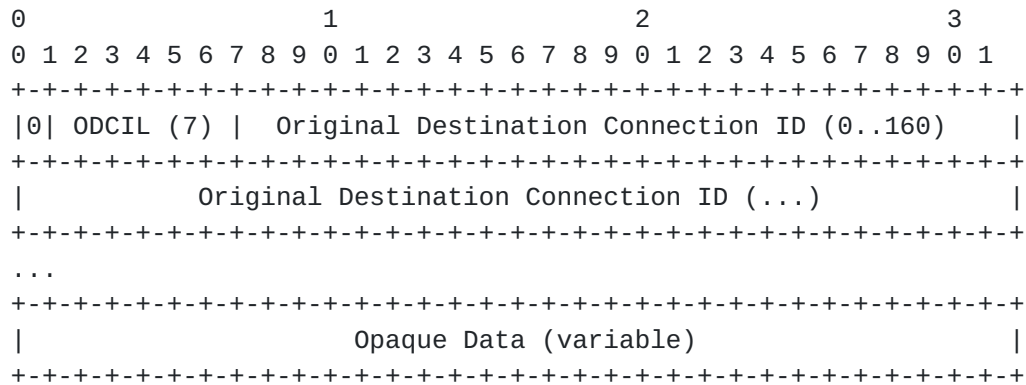 0                   1                   2                   3
0 1 2 3 4 5 6 7 8 9 0 1 2 3 4 5 6 7 8 9 0 1 2 3 4 5 6 7 8 9 0 1
+-+-+-+-+-+-+-+-+-+-+-+-+-+-+-+-+-+-+-+-+-+-+-+-+-+-+-+-+-+-+-+-+
|0| ODCIL (7) |  Original Destination Connection ID (0..160)    |
+-+-+-+-+-+-+-+-+-+-+-+-+-+-+-+-+-+-+-+-+-+-+-+-+-+-+-+-+-+-+-+-+
|           Original Destination Connection ID (...)            |
+-+-+-+-+-+-+-+-+-+-+-+-+-+-+-+-+-+-+-+-+-+-+-+-+-+-+-+-+-+-+-+-+
...
+-+-+-+-+-+-+-+-+-+-+-+-+-+-+-+-+-+-+-+-+-+-+-+-+-+-+-+-+-+-+-+-+
|                     Opaque Data (variable)                    |
+-+-+-+-+-+-+-+-+-+-+-+-+-+-+-+-+-+-+-+-+-+-+-+-+-+-+-+-+-+-+-+-+